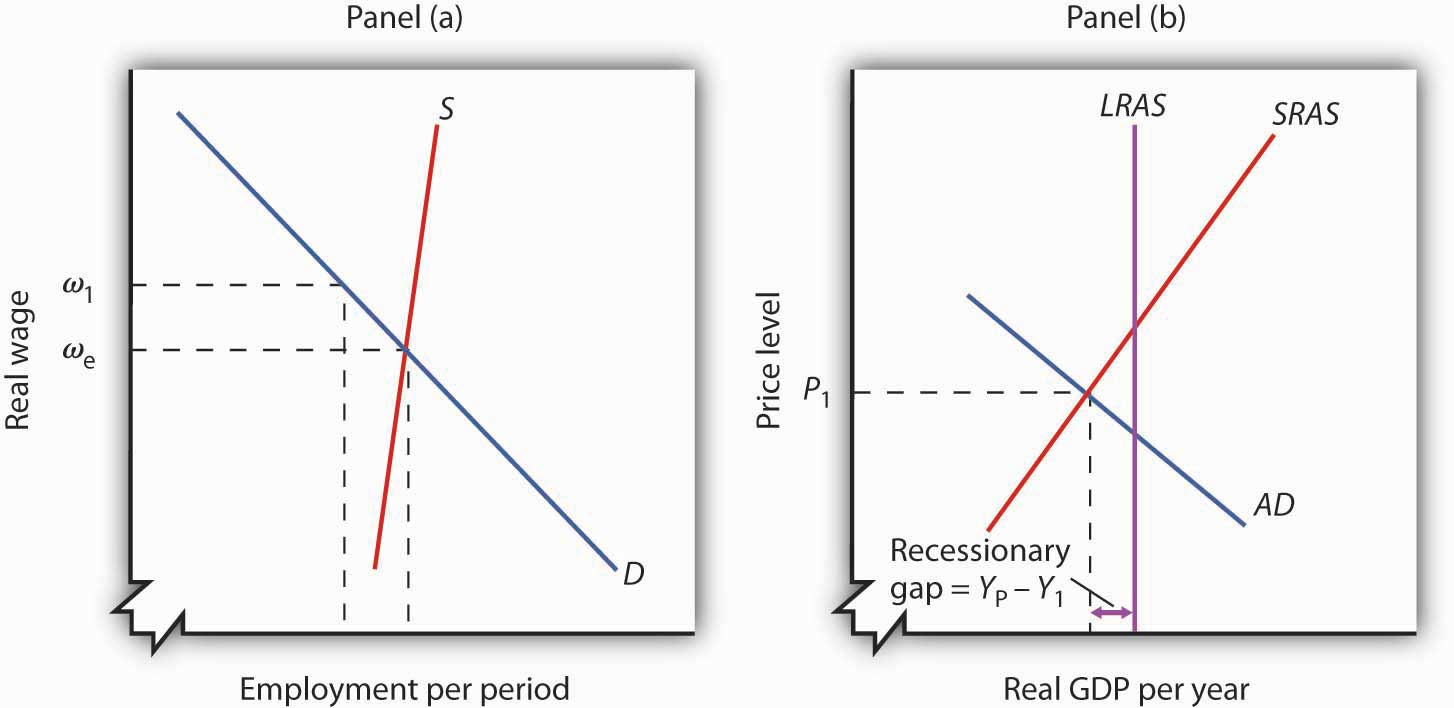 Panel (a)
S
ω1
ωe
Real wage
D
Employment per period
Panel (b)
LRAS
SRAS
Price level
P1
AD
Recessionary
gap = YP – Y1
Real GDP per year